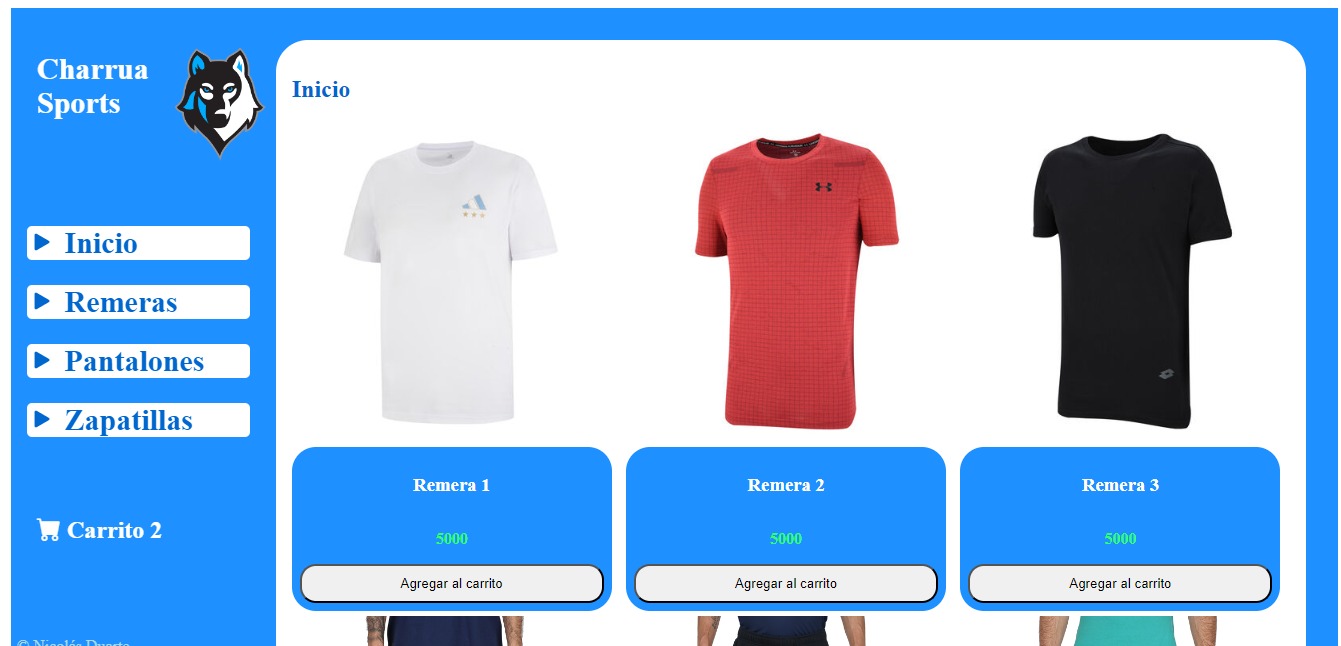 Charrua
Sports
Inicio
Remeras
Pantalones
Zapatillas
Carrito 2
© Nicolás Duarte
Inicio
Remera 1
5000
Agregar al carrito
Remera 2
5000
Agregar al carrito
Remera 3
5000
Agregar al carrito